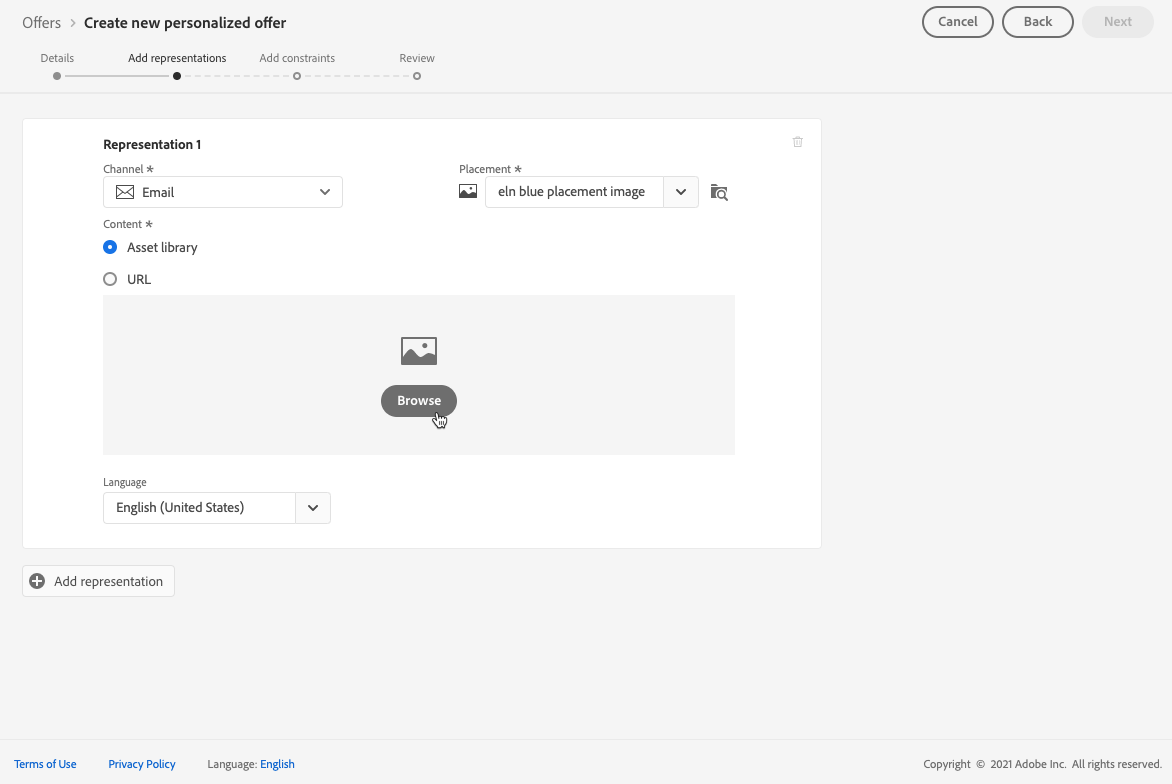 Offers > Create new personalized offer
Cancel
Back
Next
Details
Add representations
Add constraints
Review
Representation 1
Channel *
Placement *
Email
eln blue placement image
Content *
Asset library
URL
Browse
Language
English (United States)
Add representation
Terms of Use
Privacy Policy
Language: English
Copyright © 2021 Adobe Inc. All rights reserved.